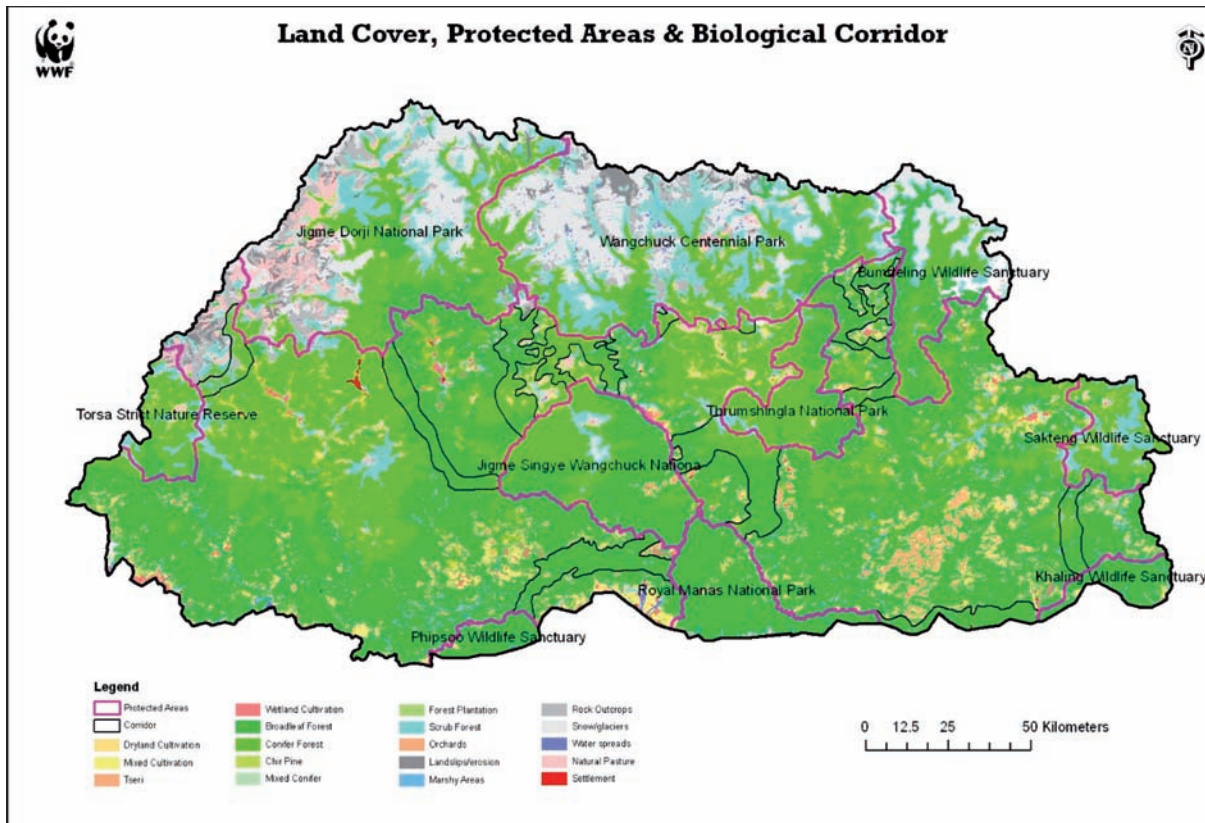 Land Cover, Protected Areas & Biological Corridor
WWF
N
Jigme Dorji National Park
Wangchuck Centennial Park
Bumdeling Wildlife Sanctuary
Torsa Strict Nature Reserve
Thrumshingla National Park
Sakteng Wildlife Sanctuary
Jigme Singye Wangchuck Nationa
Royal Manas National Park
Khaling Wildlife Sanctuary
Phipsoo Wildlife Sanctuary
Legend
Protected Areas
Corridor
Dryland Cultivation
Mixed Cultivation
Tseri
Wetland Cultivation
Broadleaf Forest
Conifer Forest
Chir Pine
Mixed Conifer
Forest Plantation
Scrub Forest
Orchards
Landslips/erosion
Marshy Areas
Rock Outcrops
Snow/glaciers
Water spreads
Natural Pasture
Settlement
0 12.5 25 50 Kilometers